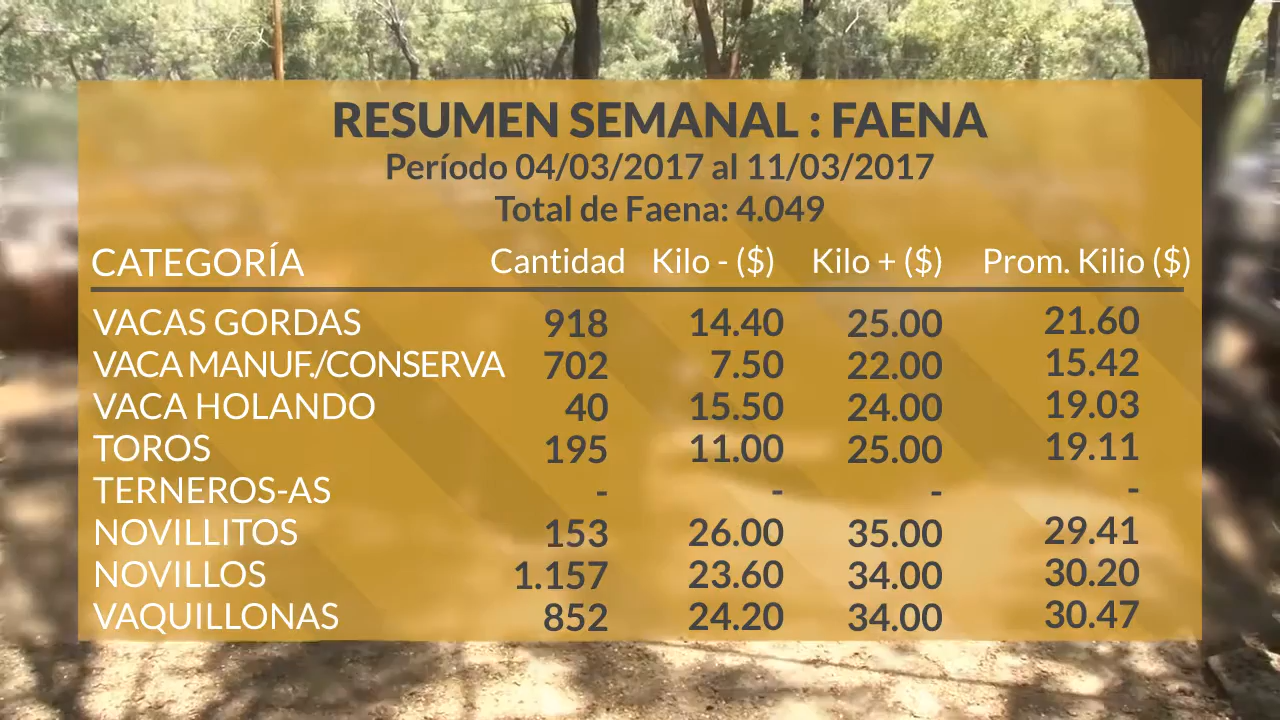 RESUMEN SEMANAL : FAENA
Período 04/03/2017 al 11/03/2017
Total de Faena: 4.049
CATEGORÍA Cantidad Kilo - ($) Kilo + ($) Prom. Kilio ($)
VACAS GORDAS 918 14.40 25.00 21.60
VACA MANUF./CONSERVA 702 7.50 22.00 15.42
VACA HOLANDO 40 15.50 24.00 19.03
TOROS 195 11.00 25.00 19.11
TERNEROS-AS - - - -
NOVILLITOS 153 26.00 35.00 29.41
NOVILLOS 1.157 23.60 34.00 30.20
VAQUILLONAS 852 24.20 34.00 30.47